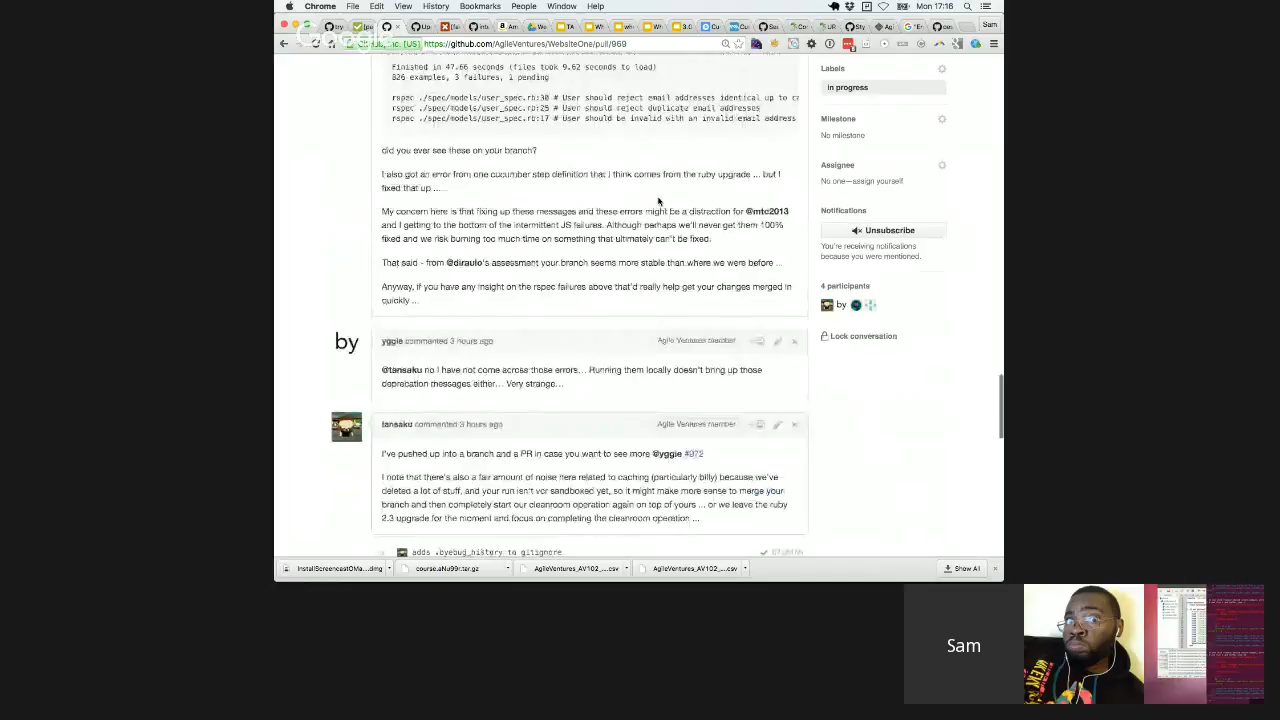 Chrome File Edit View History Bookmarks People Window Help
Mon 17:16
Sam
https://github.com/AgileVentures/WebsiteOne/pull/969
Google
Finished in 47.66 seconds (files took 9.62 seconds to load)
826 examples, 3 failures, 1 pending
rspec ./spec/models/user_spec.rb:30 # User should reject email addresses identical up to ca
rspec ./spec/models/user_spec.rb:25 # User should reject duplicate email addresses
rspec ./spec/models/user_spec.rb:17 # User should be invalid with an invalid email address
did you ever see these on your branch?
I also got an error from one cucumber step definition that I think comes from the ruby upgrade ... but I
fixed that up ....
My concern here is that fixing up these messages and these errors might be a distraction for @mtc2013
and I getting to the bottom of the intermittent JS failures. Although perhaps we'll never get them 100%
fixed and we risk burning too much time on something that ultimately can't be fixed.
That said - from @diraulo's assessment your branch seems more stable than where we were before ...
Anyway, if you have any insight on the rspec failures above that'd really help get your changes merged in
quickly ...
by
yggie commented 3 hours ago
Agile Ventures member
@tansaku no I have not come across those errors... Running them locally doesn't bring up those
deprecation messages either... Very strange...
tansaku commented 3 hours ago
Agile Ventures member
I've pushed up into a branch and a PR in case you want to see more @yggie #972
I note that there's also a fair amount of noise here related to caching (particularly billy) because we've
deleted a lot of stuff, and your run isn't vcr sandboxed yet, so it might make more sense to merge your
branch and then completely start our cleanroom operation again on top of yours ... or we leave the ruby
2.3 upgrade for the moment and focus on completing the cleanroom operation ...
adds .byebug_history to gitignore
Labels
in progress
Milestone
No milestone
Assignee
No one—assign yourself
Notifications
Unsubscribe
You're receiving notifications
because you were mentioned.
4 participants
by
Lock conversation
InstallScreencastOMa....dmg
course.aNu99r.tar.gz
AgileVentures_AV102_....csv
AgileVentures_AV102_....csv
Show All
Sam